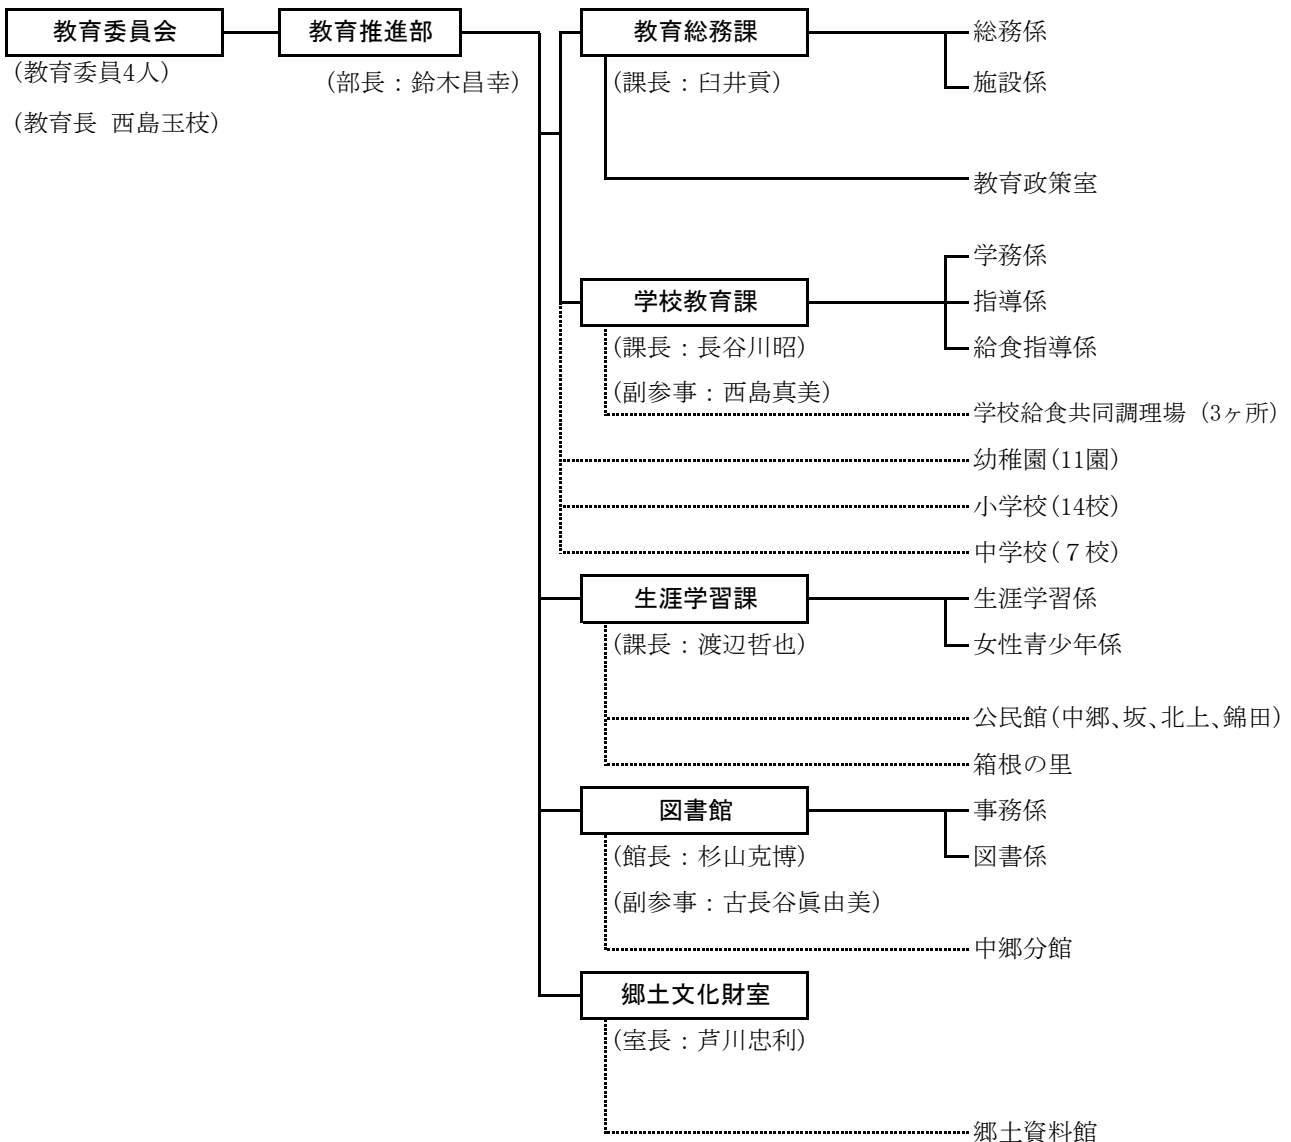 教育委員会
(教育委員4人)
(教育長 西島玉枝)
教育推進部
(部長：鈴木昌幸)
教育総務課
(課長：臼井貢)
総務係
施設係
教育政策室
学校教育課
(課長：長谷川昭)
(副参事：西島真美)
学務係
指導係
給食指導係
学校給食共同調理場 (3ヶ所)
幼稚園(11園)
小学校(14校)
中学校(７校)
生涯学習課
(課長：渡辺哲也)
生涯学習係
女性青少年係
公民館(中郷、坂、北上、錦田)
箱根の里
図書館
(館長：杉山克博)
(副参事：古長谷眞由美)
事務係
図書係
中郷分館
郷土文化財室
(室長：芦川忠利)
郷土資料館